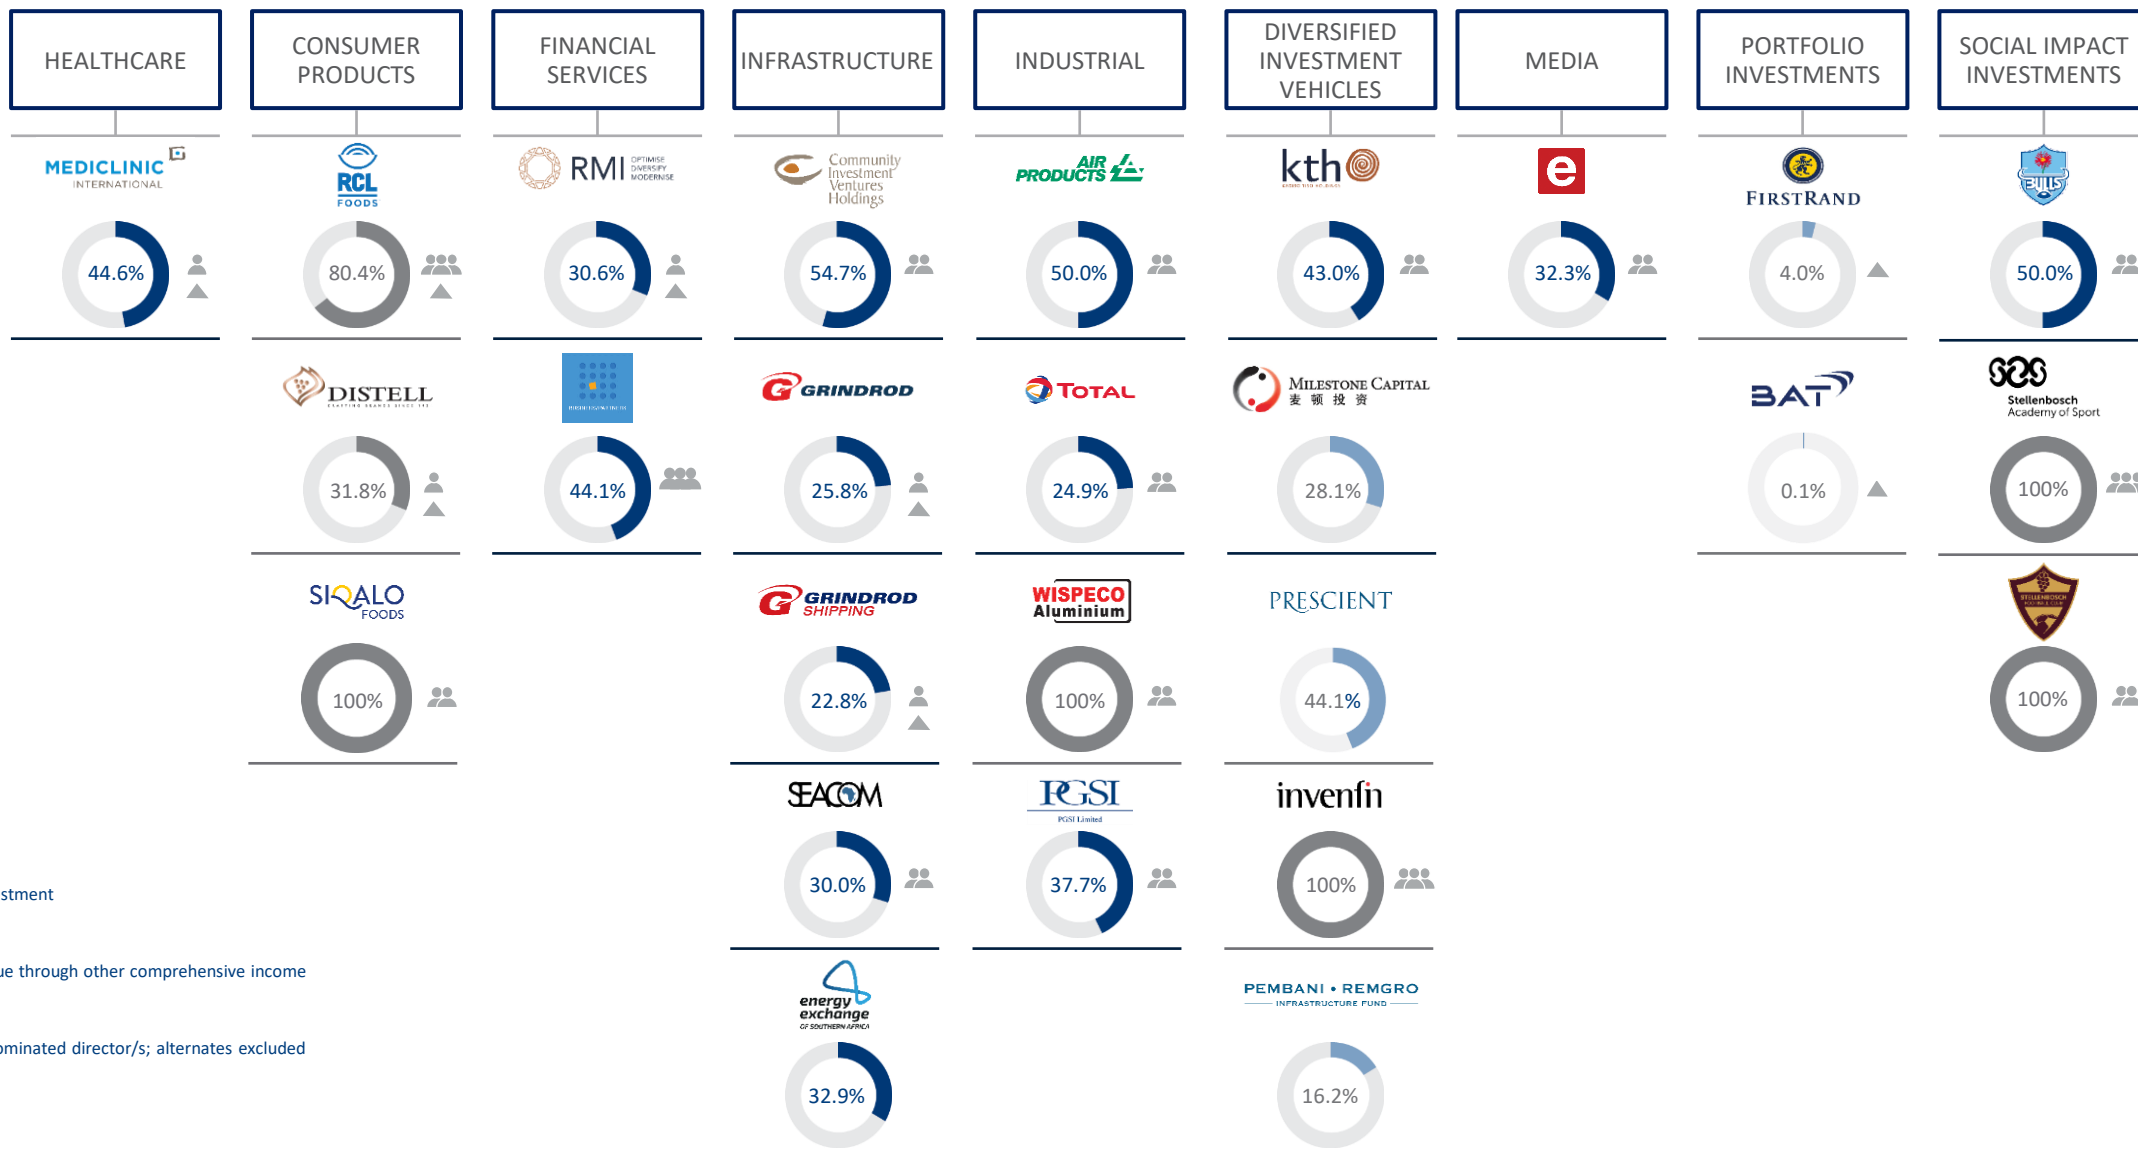 HEALTHCARE
CONSUMER
PRODUCTS
FINANCIAL
SERVICES
INFRASTRUCTURE
INDUSTRIAL
DIVERSIFIED
INVESTMENT
VEHICLES
MEDIA
PORTFOLIO
INVESTMENTS
SOCIAL IMPACT
INVESTMENTS
MEDICLINIC
INTERNATIONAL
44.6%
RCL
FOODS
80.4%
RMI
OPTIMISE
DIVERSIFY
MODERNISE
30.6%
Community
Investment
Ventures
Holdings
54.7%
AIR
PRODUCTS
50.0%
kth
43.0%
e
32.3%
FIRSTRAND
4.0%
BULLS
50.0%
DISTELL
31.8%
44.1%
GRINDROD
25.8%
TOTAL
24.9%
MILESTONE CAPITAL
麦顿投资
28.1%
BAT
0.1%
SAS
Stellenbosch
Academy of Sport
100%
SIQALO
FOODS
100%
GRINDROD
SHIPPING
22.8%
WISPECO
Aluminium
100%
PRESCIENT
44.1%
STELLENBOSCH
FOOTBALL CLUB
100%
SEACOM
30.0%
PGSI
PGSI Limited
37.7%
invenfin
100%
energy
exchange
OF SOUTHERN AFRICA
32.9%
PEMBANI • REMGRO
INFRASTRUCTURE FUND
16.2%
stment
ue through other comprehensive income
ominated director/s; alternates excluded